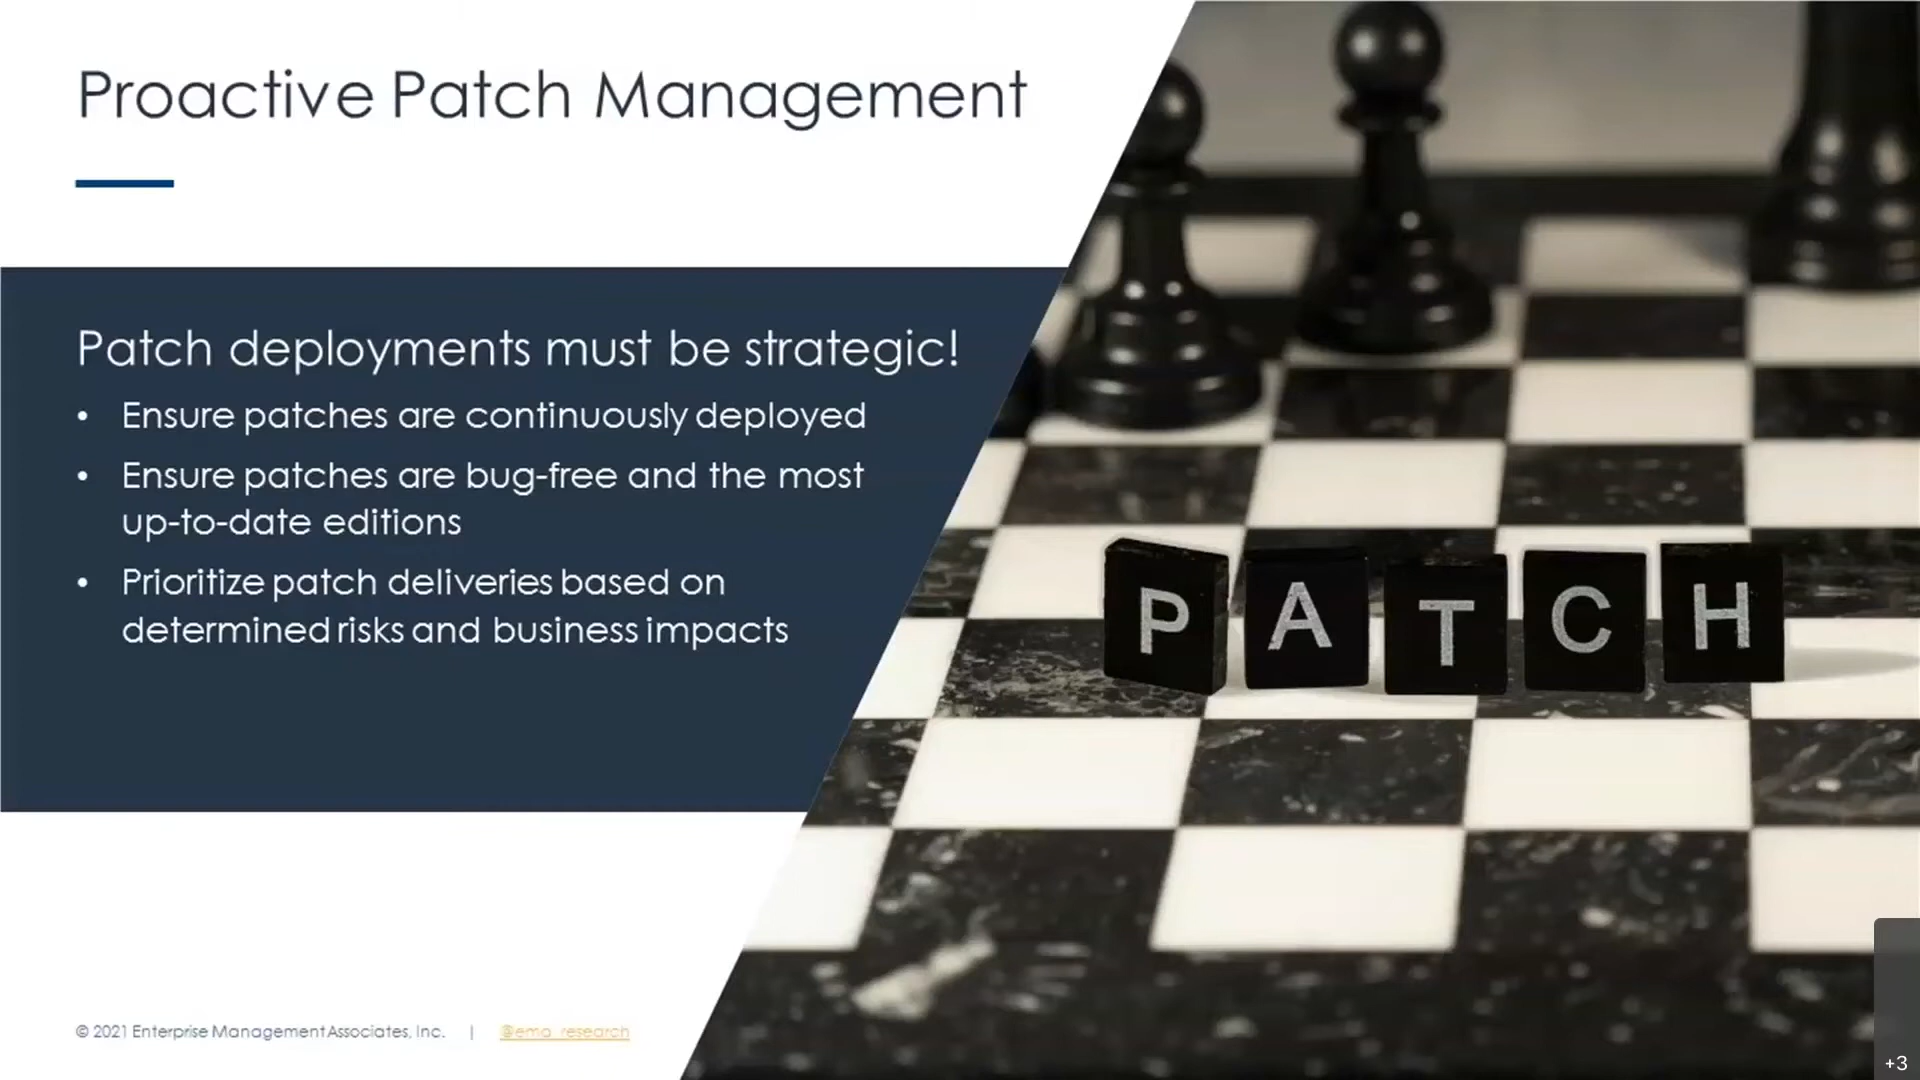 Proactive Patch Management
Patch deployments must be strategic!
• Ensure patches are continuously deployed
• Ensure patches are bug-free and the most
up-to-date editions
• Prioritize patch deliveries based on
determined risks and business impacts
PATCH
© 2021 Enterprise Management Associates, Inc. | @ema_research
+3